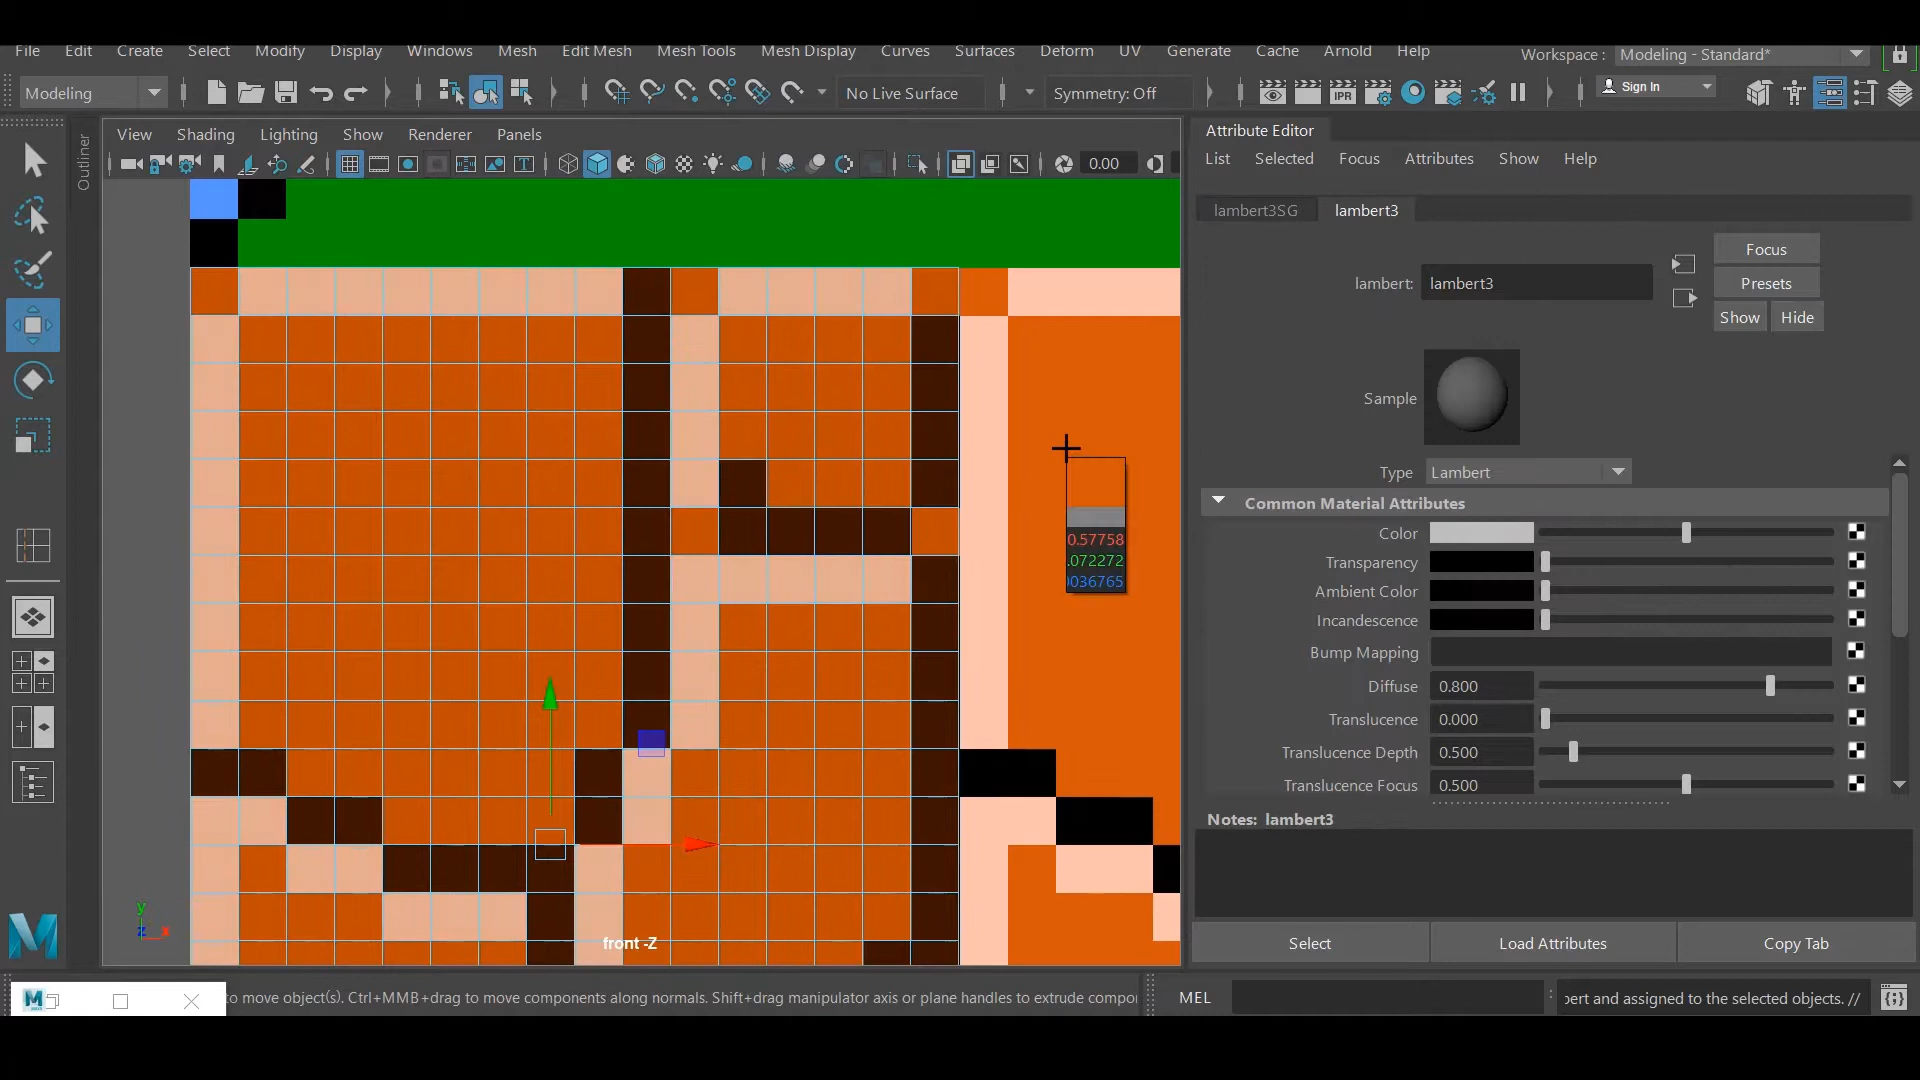 File Edit Create Select Modify Display Windows Mesh Edit Mesh Mesh Tools Mesh Display Curves Surfaces Deform UV Generate Cache Arnold Help Workspace : Modeling - Standard*
Modeling No Live Surface Symmetry: Off IPR Sign In
Outliner
View Shading Lighting Show Renderer Panels
T 0.00
Attribute Editor
List Selected Focus Attributes Show Help
lambert3SG lambert3
lambert: lambert3
Focus
Presets
Show Hide
Sample
Type Lambert
Common Material Attributes
Color
Transparency
Ambient Color
Incandescence
Bump Mapping
Diffuse 0.800
Translucence 0.000
Translucence Depth 0.500
Translucence Focus 0.500
0.57758
.072272
0036765
y
z x
front -Z
Notes: lambert3
Select Load Attributes Copy Tab
M
to move object(s). Ctrl+MMB+drag to move components along normals. Shift+drag manipulator axis or plane handles to extrude compo
MEL : pert and assigned to the selected objects. //